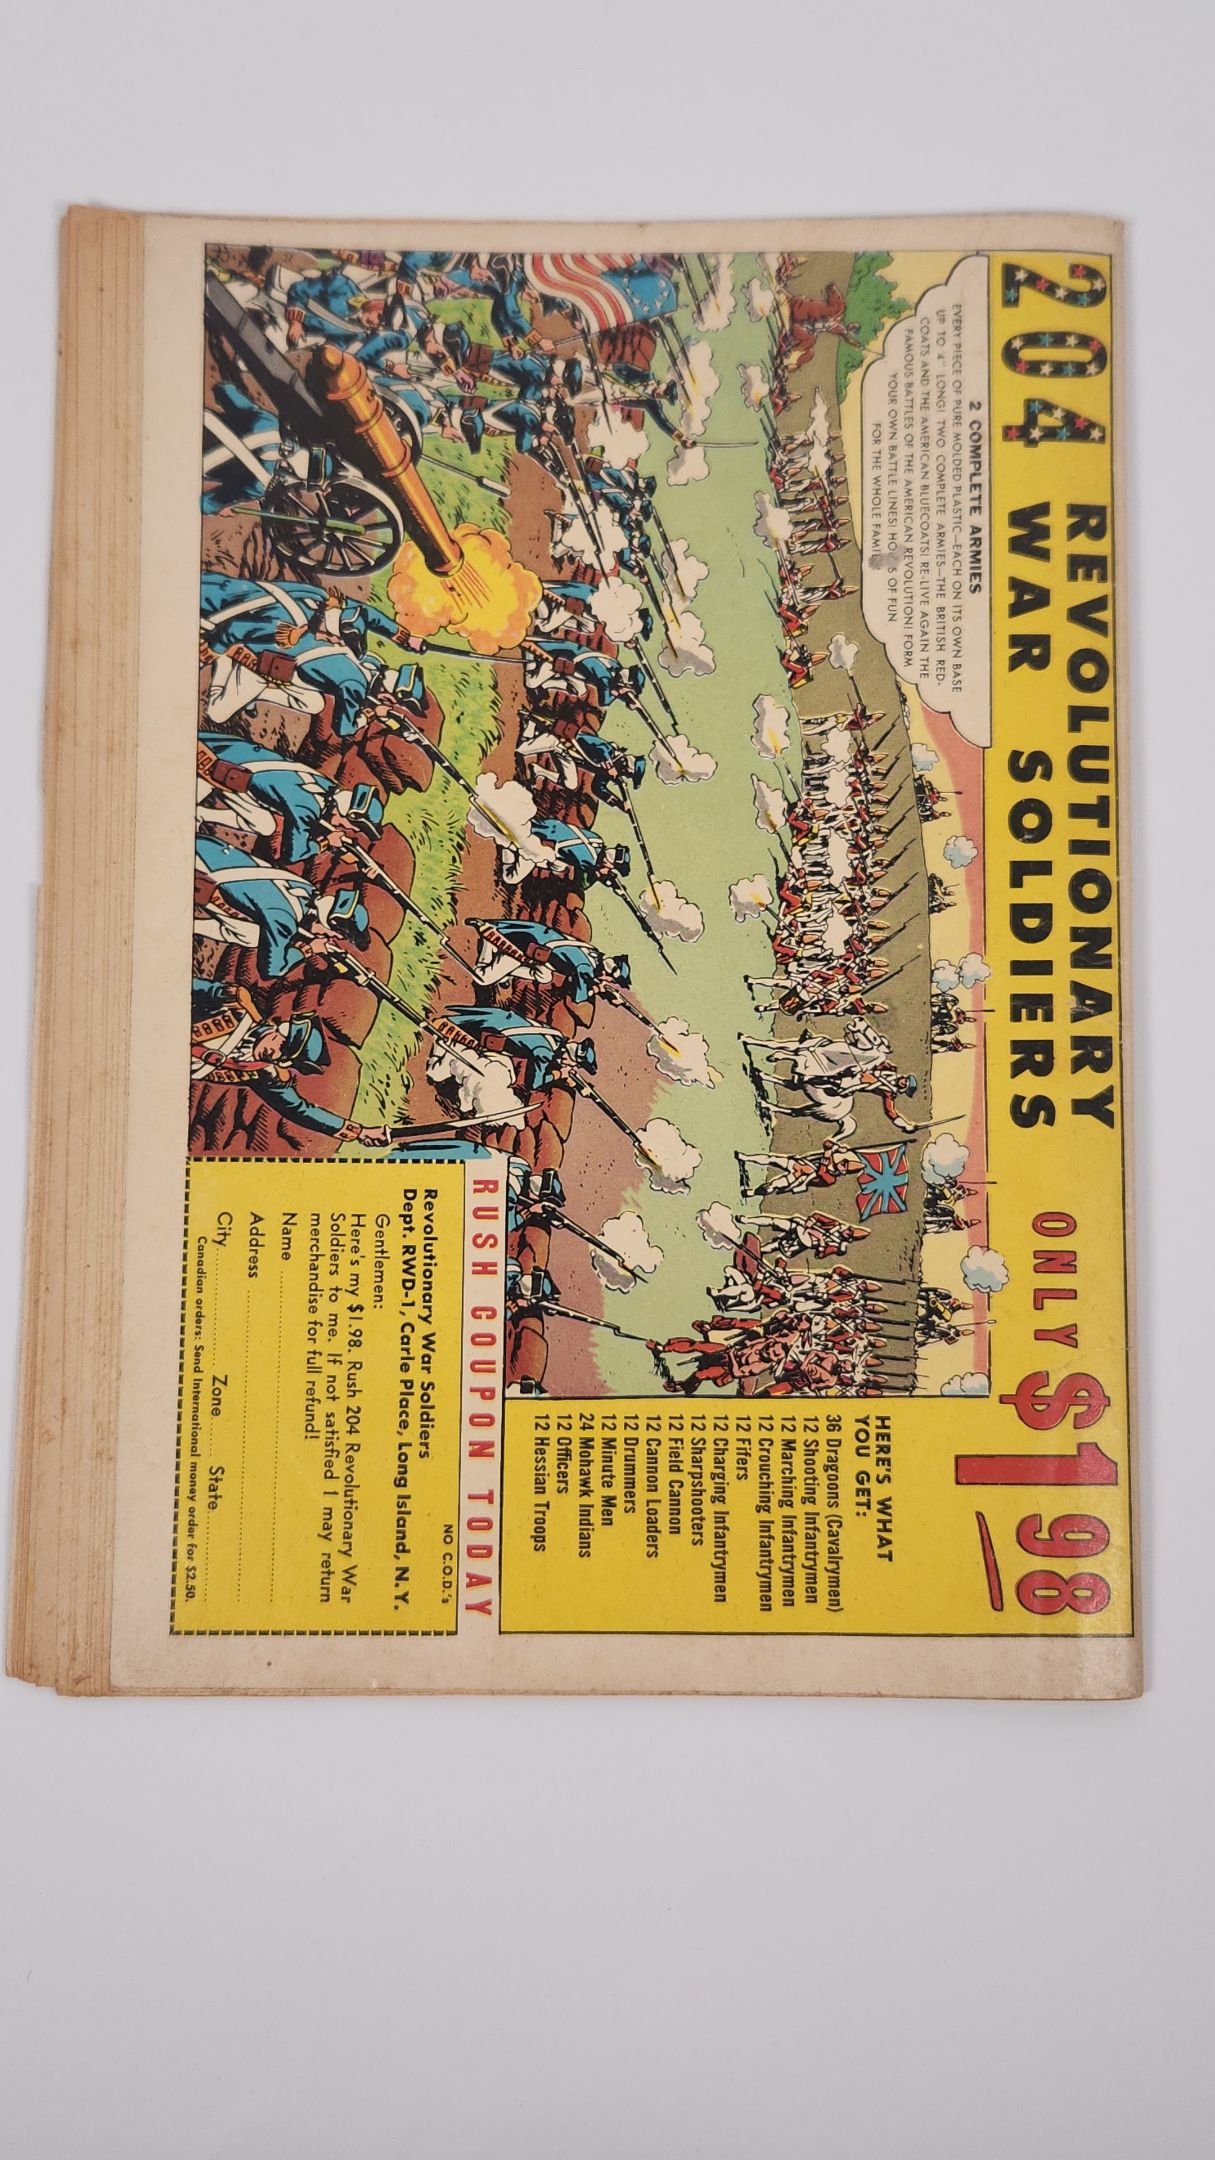 204 REVOLUTIONARY
WAR SOLDIERS
ONLY $1 98
2 COMPLETE ARMIES
EVERY PIECE OF PURE MOLDED PLASTIC—EACH ON ITS OWN BASE
UP TO 4" LONG! TWO COMPLETE ARMIES—THE BRITISH RED-
COATS AND THE AMERICAN BLUECOATS! RE-LIVE AGAIN THE
FAMOUS BATTLES OF THE AMERICAN REVOLUTION! FORM
YOUR OWN BATTLE LINES! OF FUN
FOR THE WHOLE
HERE'S WHAT
YOU GET:
36 Dragoons (Cavalrymen)
12 Shooting Infantrymen
12 Marching Infantrymen
12 Crouching Infantrymen
12 Fifers
12 Charging Infantrymen
12 Sharpshooters
12 Field Cannon
12 Cannon Loaders
12 Drummers
12 Minute Men
24 Mohawk Indians
12 Officers
12 Hessian Troops
RUSH COUPON TODAY
NO C.O.D.'s
Revolutionary War Soldiers
Dept. RWD-1, Carle Place, Long Island, N.Y.
Gentlemen:
Here's my $1.98. Rush 204 Revolutionary War
Soldiers to me. If not satisfied I may return
merchandise for full refund!
Name
Address
City Zone State
Canadian orders: Send International money order for $2.50.